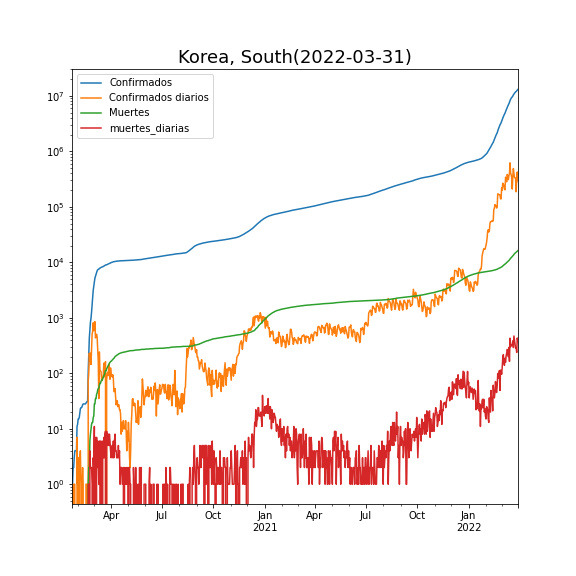 Korea, South(2022-03-31)
Confirmados
Confirmados diarios
Muertes
muertes_diarias
10⁷
10⁶
10⁵
10⁴
10³
10²
10¹
10⁰
Apr Jul Oct Jan Apr Jul Oct Jan
2021 2022